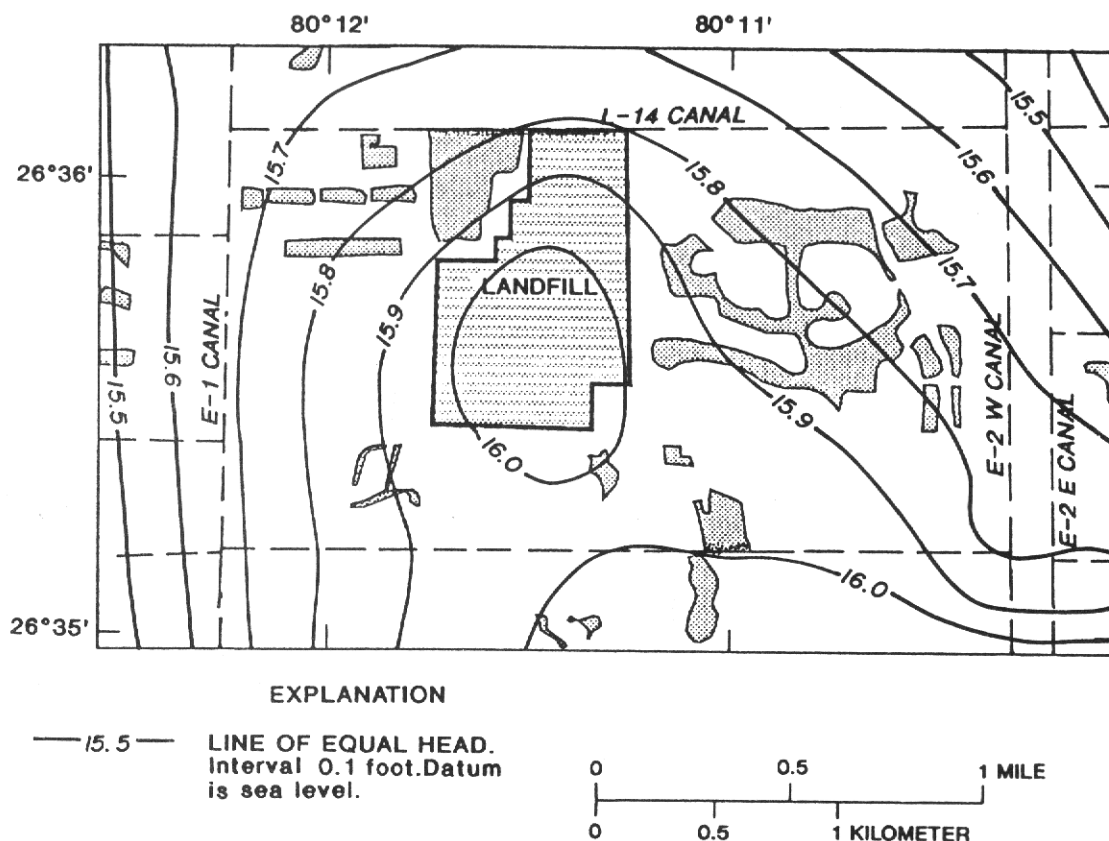 80°12' 80°11'
L-14 CANAL
26°36'
15.7
15.8
15.9
LANDFILL
15.8
15.5
15.6
15.7
E-1 CANAL
15.6
15.5
16.0
15.9
E-2 W CANAL
E-2 E CANAL
16.0
26°35'
EXPLANATION
15.5 LINE OF EQUAL HEAD.
Interval 0.1 foot.Datum
is sea level.
0 0.5 1 MILE
0 0.5 1 KILOMETER